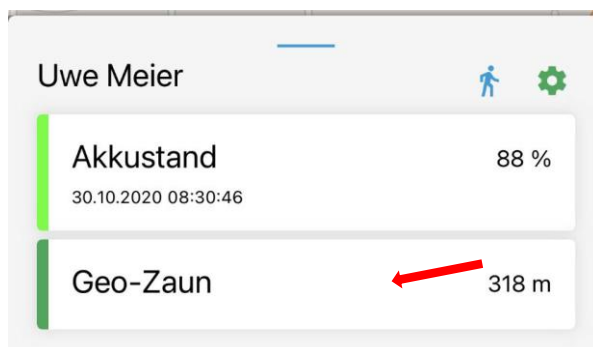 Uwe Meier
Akkustand 88 %
30.10.2020 08:30:46
Geo-Zaun 318 m